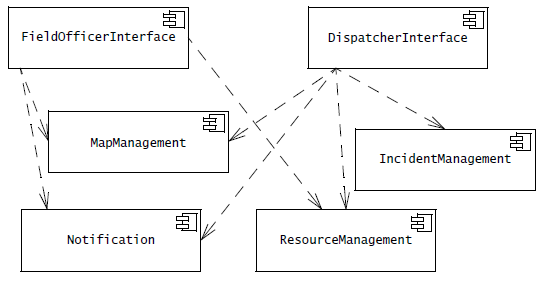 FieldOfficerInterface
DispatcherInterface
MapManagement
IncidentManagement
Notification
ResourceManagement